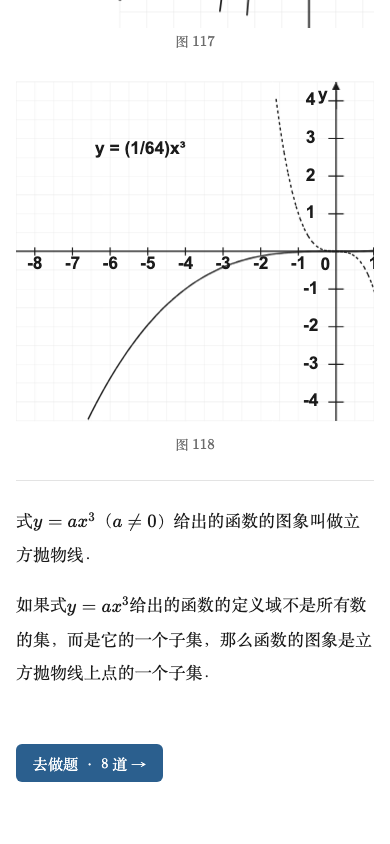 图 117
4 y
y = (1/64)x³
3
2
1
-8 -7 -6 -5 -4 -3 -2 -1 0 1
-1
-2
-3
-4
图 118
式y = ax³（a ≠ 0）给出的函数的图象叫做立
方抛物线．
如果式y = ax³给出的函数的定义域不是所有数
的集，而是它的一个子集，那么函数的图象是立
方抛物线上点的一个子集．
去做题 · 8 道 →